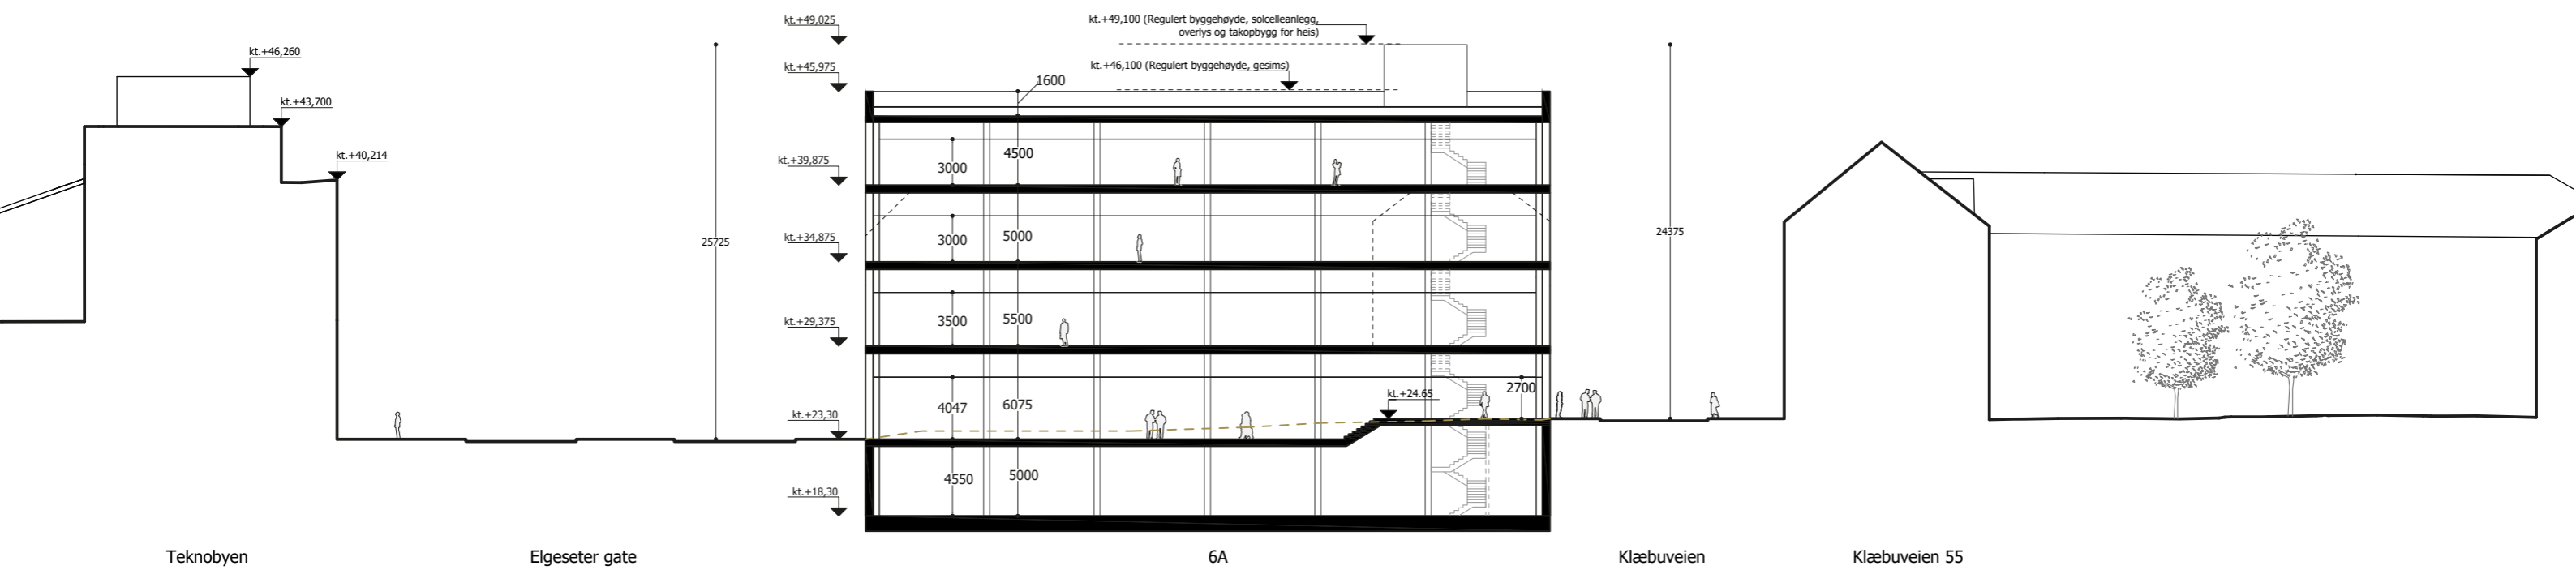 kt.+49,025
kt.+49,100 (Regulert byggehøyde, solcelleanlegg,
overlys og takopbygg for heis)
kt.+46,260
kt.+45,975
kt.+46,100 (Regulert byggehøyde, gesims)
1600
kt.+43,700
kt.+40,214
kt.+39,875
3000
4500
25725
kt.+34,875
3000
5000
24375
kt.+29,375
3500
5500
kt.+23,30
4047
6075
kt.+24.65
2700
kt.+18,30
4550
5000
Teknobyen
Elgeseter gate
6A
Klæbuveien
Klæbuveien 55